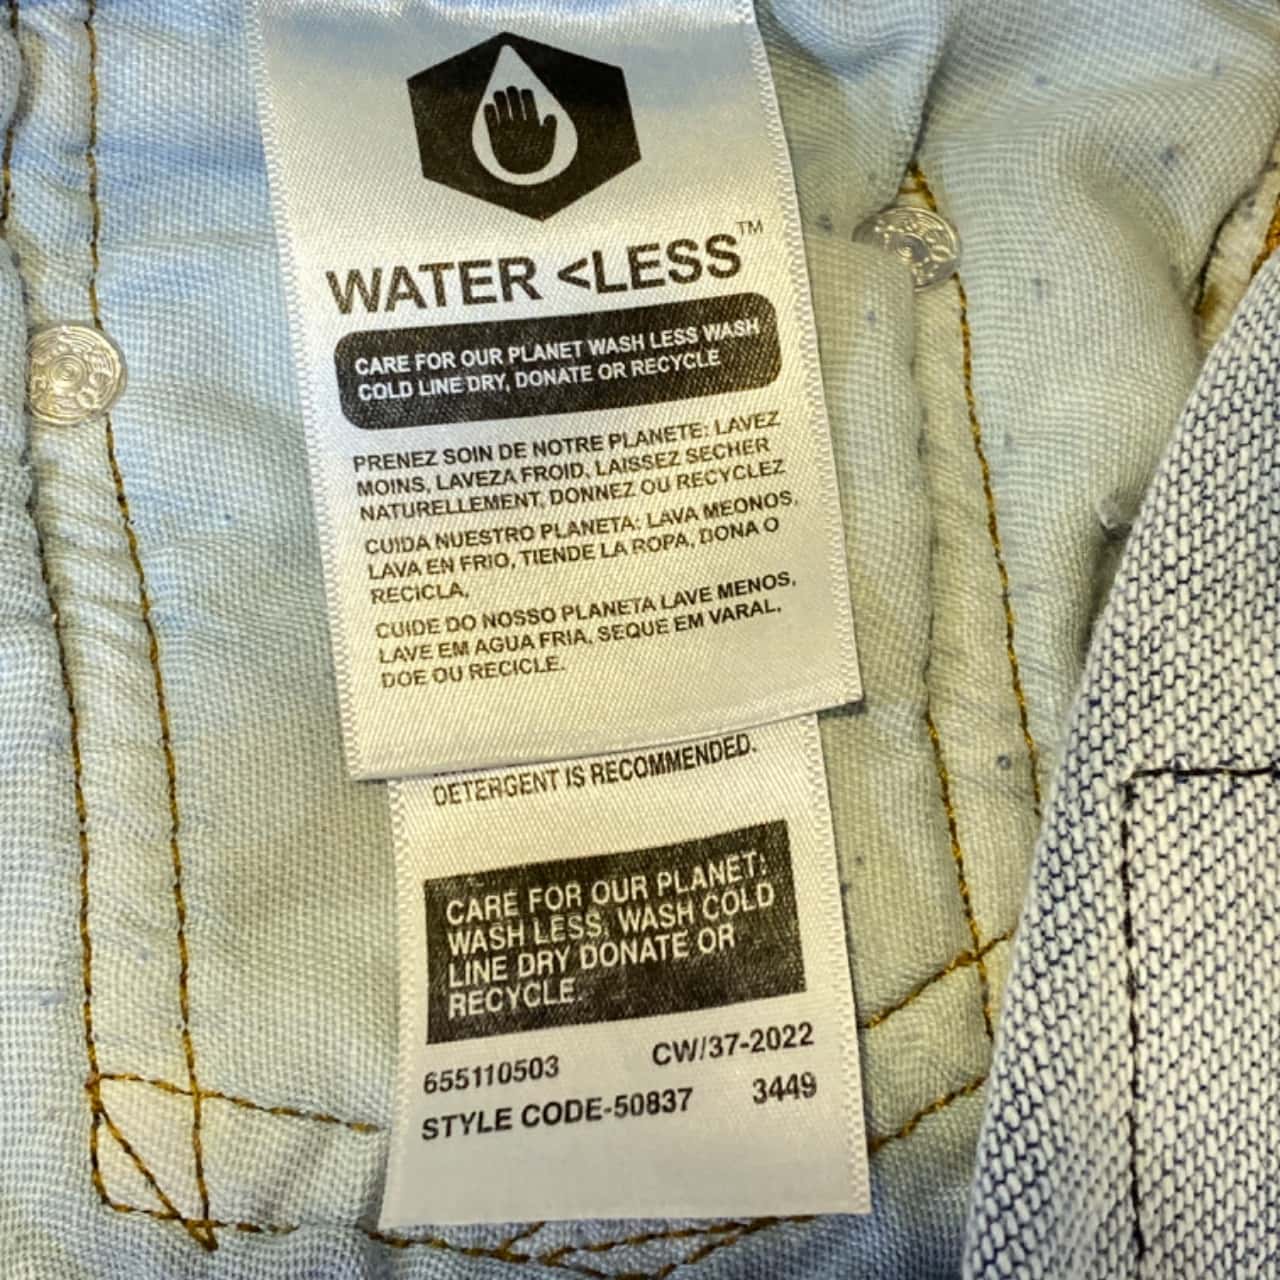 WATER <LESS™
CARE FOR OUR PLANET WASH LESS WASH
COLD LINE DRY, DONATE OR RECYCLE
PRENEZ SOIN DE NOTRE PLANETE: LAVEZ
MOINS, LAVEZA FROID, LAISSEZ SECHER
NATURELLEMENT, DONNEZ OU RECYCLEZ
CUIDA NUESTRO PLANETA: LAVA MEONOS,
LAVA EN FRIO, TIENDE LA ROPA, DONA O
RECICLA,
CUIDE DO NOSSO PLANETA LAVE MENOS,
LAVE EM AGUA FRIA, SEQUE EM VARAL,
DOE OU RECICLE.
DETERGENT IS RECOMMENDED.
CARE FOR OUR PLANET:
WASH LESS, WASH COLD
LINE DRY DONATE OR
RECYCLE.
655110503 CW/37-2022
STYLE CODE-50837 3449